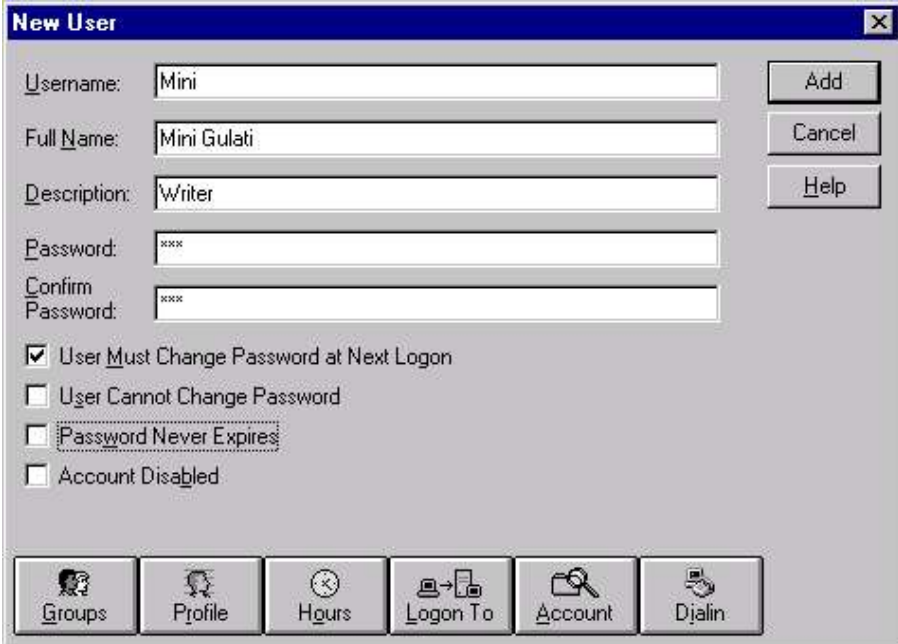 New User
Username: Mini
Add
Full Name: Mini Gulati
Cancel
Description: Writer
Help
Password: ***
Confirm
Password: ***
User Must Change Password at Next Logon
User Cannot Change Password
Password Never Expires
Account Disabled
Groups Profile Hours Logon To Account Dialin